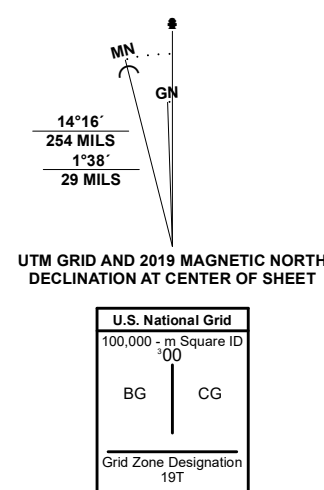 MN
GN
14°16´
254 MILS
1°38´
29 MILS
UTM GRID AND 2019 MAGNETIC NORTH
DECLINATION AT CENTER OF SHEET
U.S. National Grid
100,000 - m Square ID
³00
BG CG
Grid Zone Designation
19T